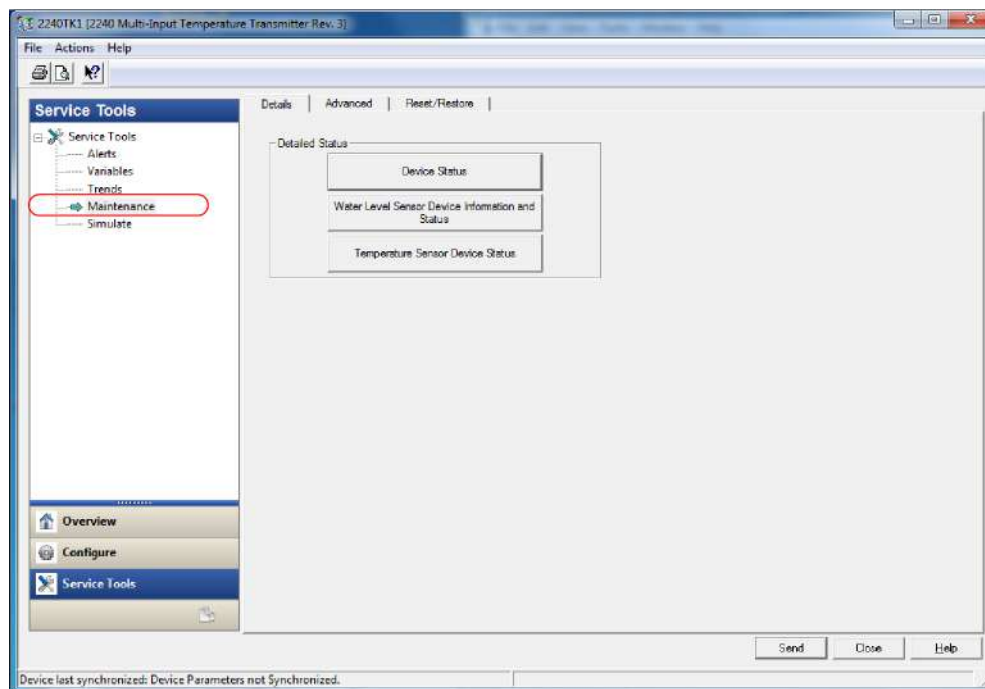 2240TK1 [2240 Multi-Input Temperature Transmitter Rev. 3]
File Actions Help
Service Tools
Service Tools
Alerts
Variables
Trends
Maintenance
Simulate
Overview
Configure
Service Tools
Details Advanced Reset/Restore
Detailed Status
Device Status
Water Level Sensor Device Information and
Status
Temperature Sensor Device Status
Send Close Help
Device last synchronized: Device Parameters not Synchronized.